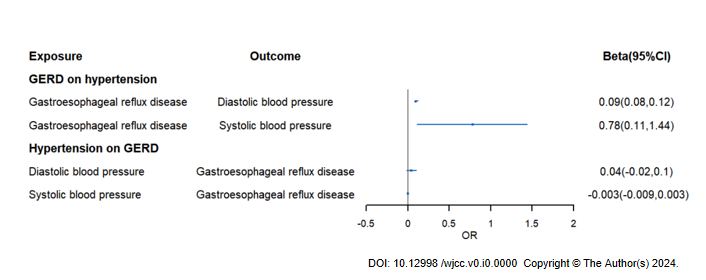 Exposure Outcome Beta(95%CI)
GERD on hypertension
Gastroesophageal reflux disease Diastolic blood pressure 0.09(0.08,0.12)
Gastroesophageal reflux disease Systolic blood pressure 0.78(0.11,1.44)
Hypertension on GERD
Diastolic blood pressure Gastroesophageal reflux disease 0.04(-0.02,0.1)
Systolic blood pressure Gastroesophageal reflux disease -0.003(-0.009,0.003)
-0.5 0 0.5 1 1.5 2
OR
DOI: 10.12998 /wjcc.v0.i0.0000 Copyright © The Author(s) 2024.